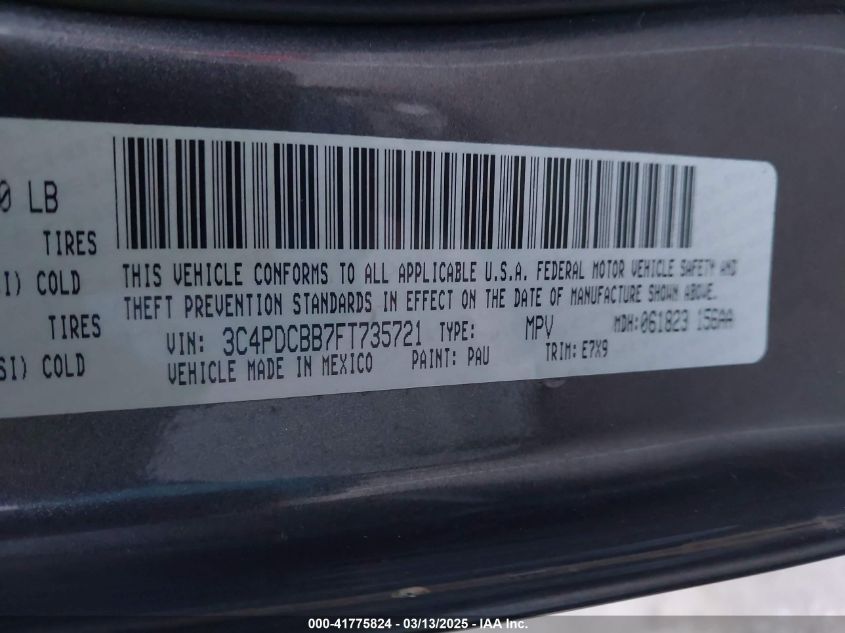 0 LB
TIRES
I) COLD
TIRES
SI) COLD
THIS VEHICLE CONFORMS TO ALL APPLICABLE U.S.A. FEDERAL MOTOR VEHICLE SAFETY AND
THEFT PREVENTION STANDARDS IN EFFECT ON THE DATE OF MANUFACTURE SHOWN ABOVE.
VIN: 3C4PDCBB7FT735721 TYPE: MPV MDH:061823 156AA
VEHICLE MADE IN MEXICO PAINT: PAU TRIM: E7X9
000-41775824 — 03/13/2025 — IAA Inc.